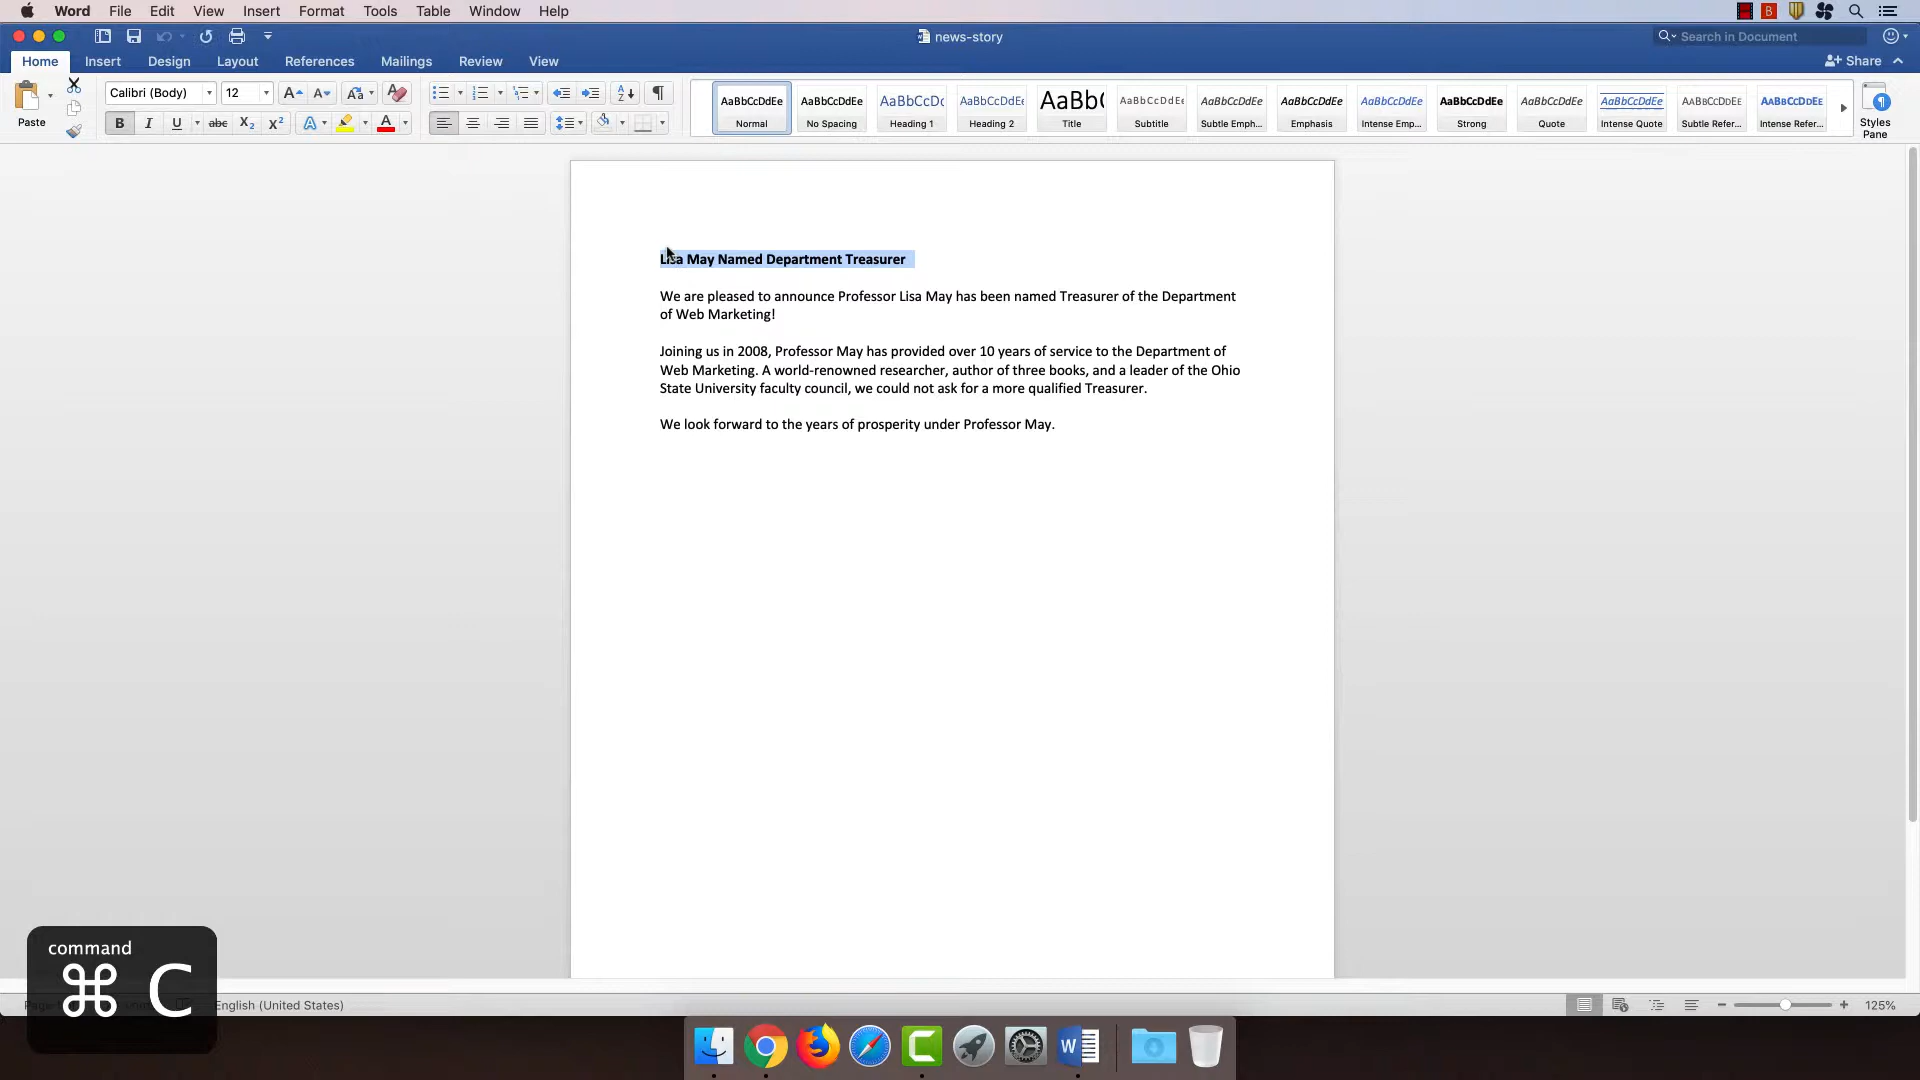 Word File Edit View Insert Format Tools Table Window Help
news-story
Search in Document
Home Insert Design Layout References Mailings Review View
Share
Paste
Calibri (Body) 12
B I U abc X2 X2 A A
AaBbCcDdEe AaBbCcDdEe AaBbCcDc AaBbCcDdEe AaBb( AaBbCcDdEe AaBbCcDdEe AaBbCcDdEe AaBbCcDdEe AaBbCcDdEe AaBbCcDdEe AaBbCcDdEe AaBbCcDdEe AaBbCcDdEe
Normal No Spacing Heading 1 Heading 2 Title Subtitle Subtle Emph... Emphasis Intense Emp... Strong Quote Intense Quote Subtle Refer... Intense Refer...
Styles
Pane
Lisa May Named Department Treasurer
We are pleased to announce Professor Lisa May has been named Treasurer of the Department
of Web Marketing!
Joining us in 2008, Professor May has provided over 10 years of service to the Department of
Web Marketing. A world-renowned researcher, author of three books, and a leader of the Ohio
State University faculty council, we could not ask for a more qualified Treasurer.
We look forward to the years of prosperity under Professor May.
command
⌘ C
English (United States)
125%